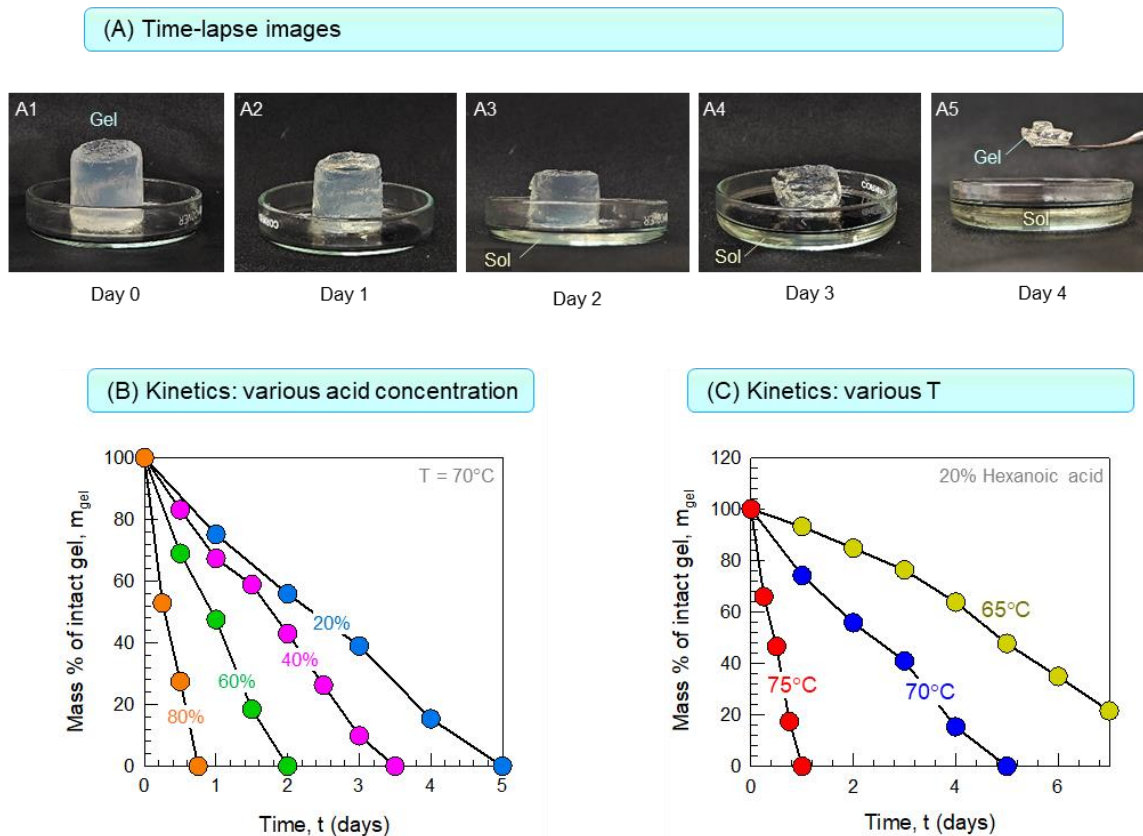 (A) Time-lapse images
A1
Gel
A2
A3
Sol
A4
Sol
A5
Gel
Sol
Day 0
Day 1
Day 2
Day 3
Day 4
(B) Kinetics: various acid concentration
T = 70°C
Mass % of intact gel, m_gel
100
80
60
40
20
0
20%
40%
60%
80%
0 1 2 3 4 5
Time, t (days)
(C) Kinetics: various T
20% Hexanoic acid
Mass % of intact gel, m_gel
120
100
80
60
40
20
0
65°C
70°C
75°C
0 2 4 6
Time, t (days)